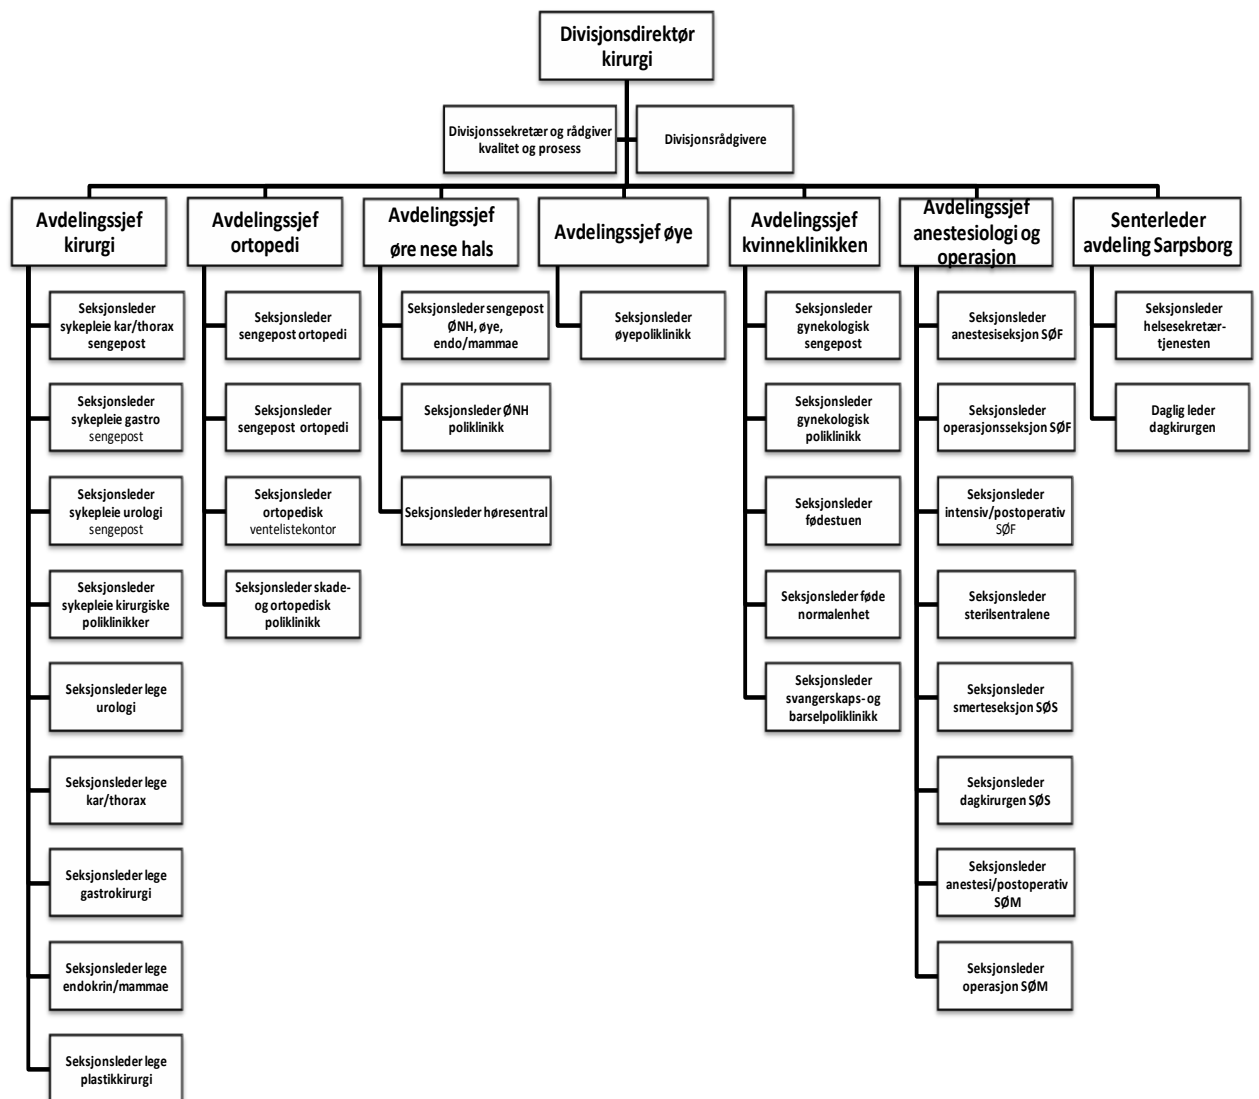 Divisjonsdirektør
kirurgi
Divisjonssekretær og rådgiver
kvalitet og prosess
Divisjonsrådgivere
Avdelingssjef
kirurgi
Avdelingssjef
ortopedi
Avdelingssjef
øre nese hals
Avdelingssjef øye
Avdelingssjef
kvinneklinikken
Avdelingssjef
anestesiologi og
operasjon
Senterleder
avdeling Sarpsborg
Seksjonsleder
sykepleie kar/thorax
sengepost
Seksjonsleder
sykepleie gastro
sengepost
Seksjonsleder
sykepleie urologi
sengepost
Seksjonsleder
sykepleie kirurgiske
poliklinikker
Seksjonsleder lege
urologi
Seksjonsleder lege
kar/thorax
Seksjonsleder lege
gastrokirurgi
Seksjonsleder lege
endokrin/mammae
Seksjonsleder lege
plastikkirurgi
Seksjonsleder
sengepost ortopedi
Seksjonsleder
sengepost ortopedi
Seksjonsleder
ortopedisk
ventelistekontor
Seksjonsleder skade-
og ortopedisk
poliklinikk
Seksjonsleder sengepost
ØNH, øye,
endo/mammae
Seksjonsleder ØNH
poliklinikk
Seksjonsleder høresentral
Seksjonsleder
øyepoliklinikk
Seksjonsleder
gynekologisk
sengepost
Seksjonsleder
gynekologisk
poliklinikk
Seksjonsleder
fødestuen
Seksjonsleder føde
normalenhet
Seksjonsleder
svangerskaps- og
barselpoliklinikk
Seksjonsleder
anestesiseksjon SØF
Seksjonsleder
operasjonsseksjon SØF
Seksjonsleder
intensiv/postoperativ
SØF
Seksjonsleder
sterilsentralene
Seksjonsleder
smerteseksjon SØS
Seksjonsleder
dagkirurgen SØS
Seksjonsleder
anestesi/postoperativ
SØM
Seksjonsleder
operasjon SØM
Seksjonsleder
helsesekretær-
tjenesten
Daglig leder
dagkirurgen